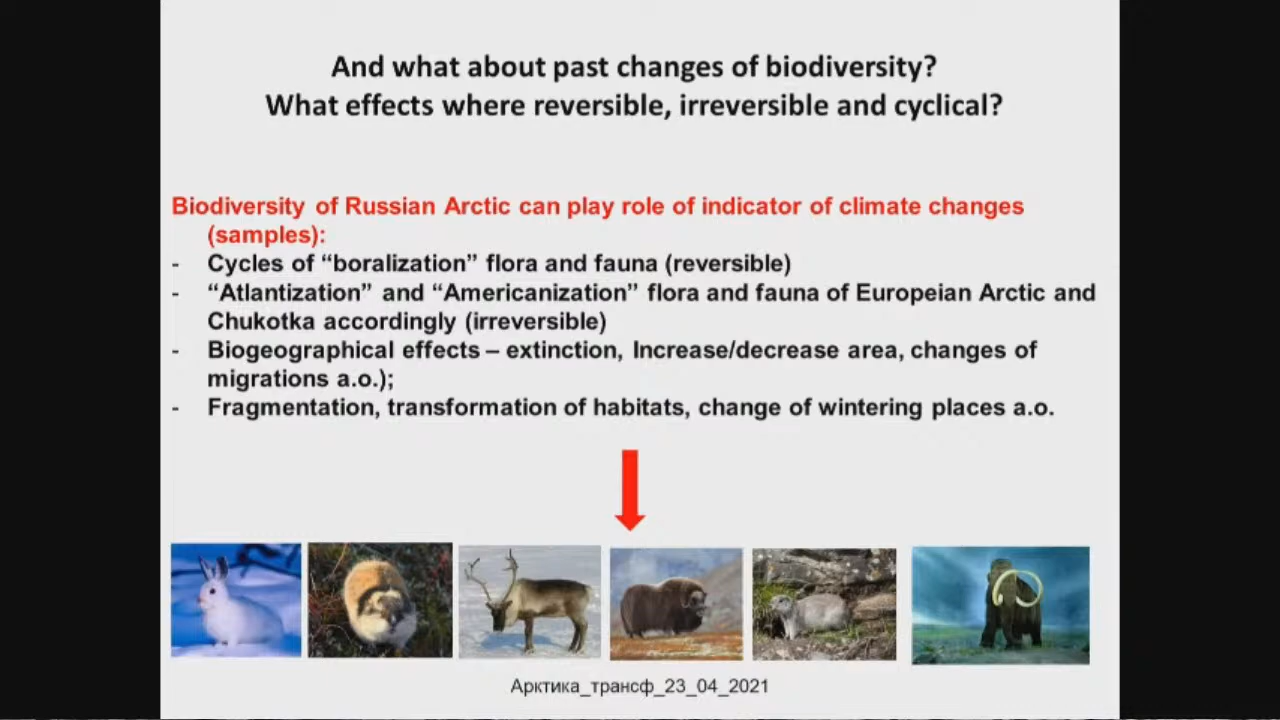 And what about past changes of biodiversity?
What effects where reversible, irreversible and cyclical?
Biodiversity of Russian Arctic can play role of indicator of climate changes
(samples):
- Cycles of “boralization” flora and fauna (reversible)
- “Atlantization” and “Americanization” flora and fauna of Europeian Arctic and
Chukotka accordingly (irreversible)
- Biogeographical effects – extinction, Increase/decrease area, changes of
migrations a.o.);
- Fragmentation, transformation of habitats, change of wintering places a.o.
Арктика_трансф_23_04_2021